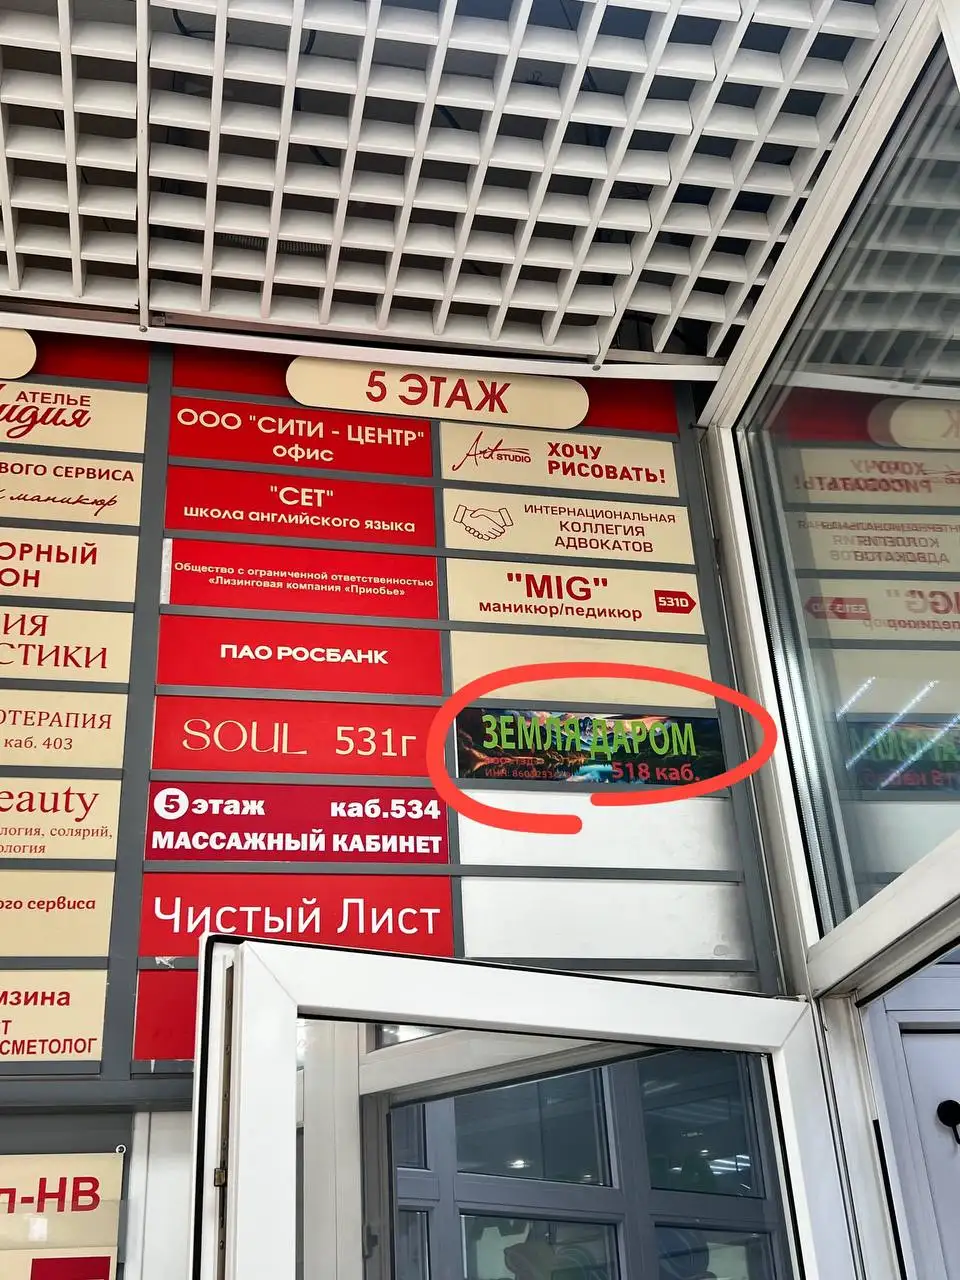 АТЕЛЬЕ
ВОГО СЕРВИСА
маникюр
ОРНЫЙ
ОН
ИЯ
СТИКИ
ОТЕРАПИЯ
каб. 403
eauty
логия, солярий,
ология
ого сервиса
мзина
СМЕТОЛОГ
л-НВ
5 ЭТАЖ
ООО "СИТИ - ЦЕНТР"
офис
"СЕТ"
школа английского языка
Общество с ограниченной ответственностью
«Лизинговая компания «Приобье»
ПАО РОСБАНК
SOUL 531г
5 этаж каб.534
МАССАЖНЫЙ КАБИНЕТ
Чистый Лист
Art STUDIO ХОЧУ
РИСОВАТЬ!
ИНТЕРНАЦИОНАЛЬНАЯ
КОЛЛЕГИЯ
АДВОКАТОВ
"MIG"
маникюр/педикюр 531D
ЗЕМЛЯ ДАРОМ
518 каб.